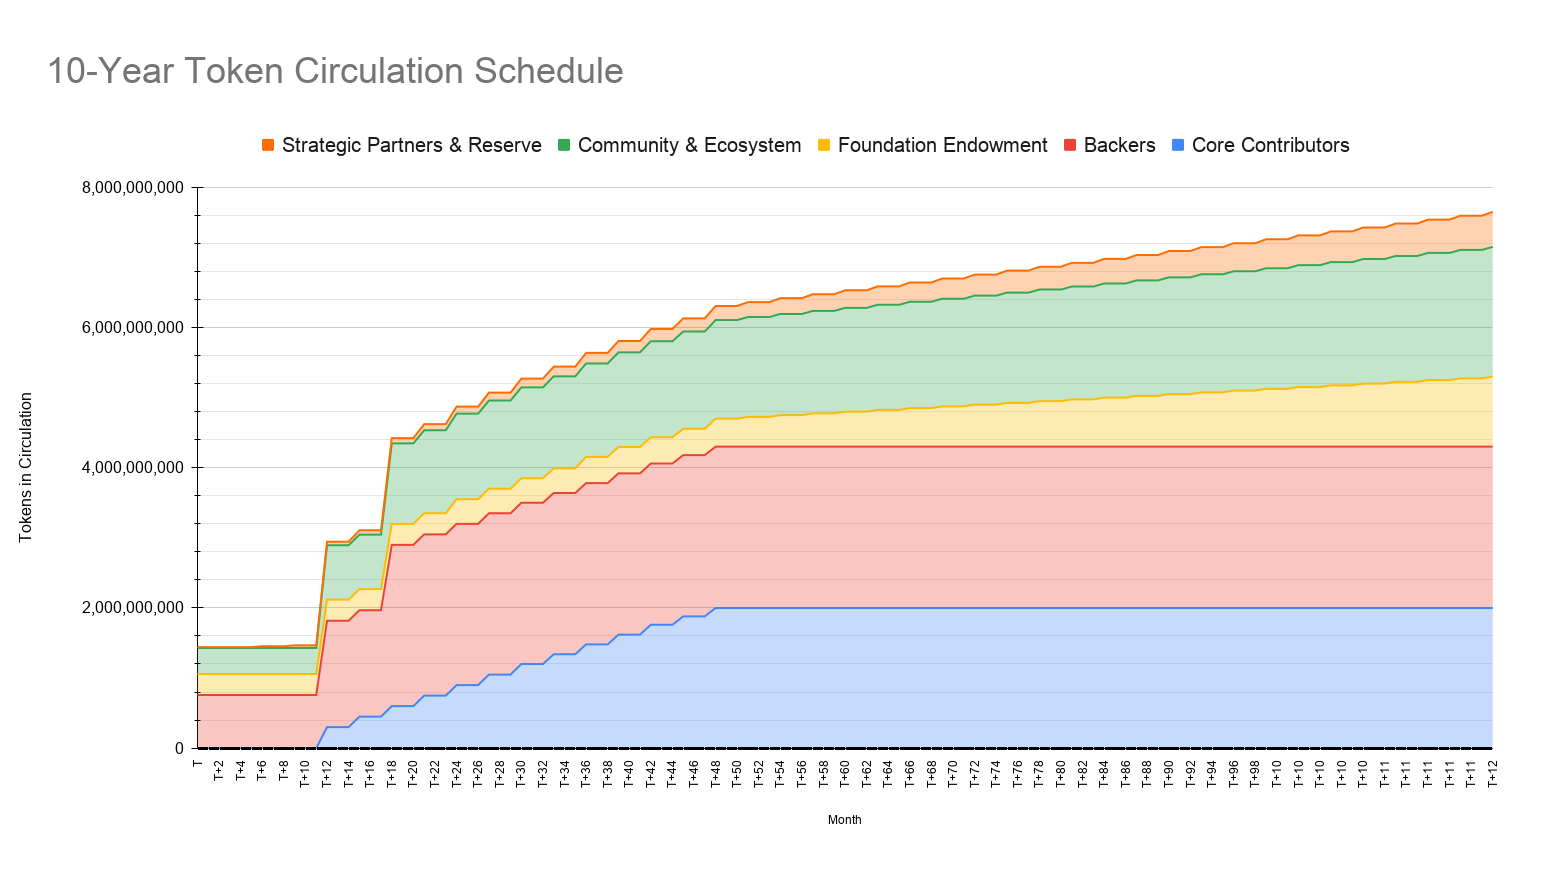 10-Year Token Circulation Schedule
Strategic Partners & Reserve Community & Ecosystem Foundation Endowment Backers Core Contributors
8,000,000,000
6,000,000,000
4,000,000,000
2,000,000,000
0
Tokens in Circulation
T T+2 T+4 T+6 T+8 T+10 T+12 T+14 T+16 T+18 T+20 T+22 T+24 T+26 T+28 T+30 T+32 T+34 T+36 T+38 T+40 T+42 T+44 T+46 T+48 T+50 T+52 T+54 T+56 T+58 T+60 T+62 T+64 T+66 T+68 T+70 T+72 T+74 T+76 T+78 T+80 T+82 T+84 T+86 T+88 T+90 T+92 T+94 T+96 T+98 T+10 T+10 T+10 T+10 T+10 T+11 T+11 T+11 T+11 T+11 T+12
Month